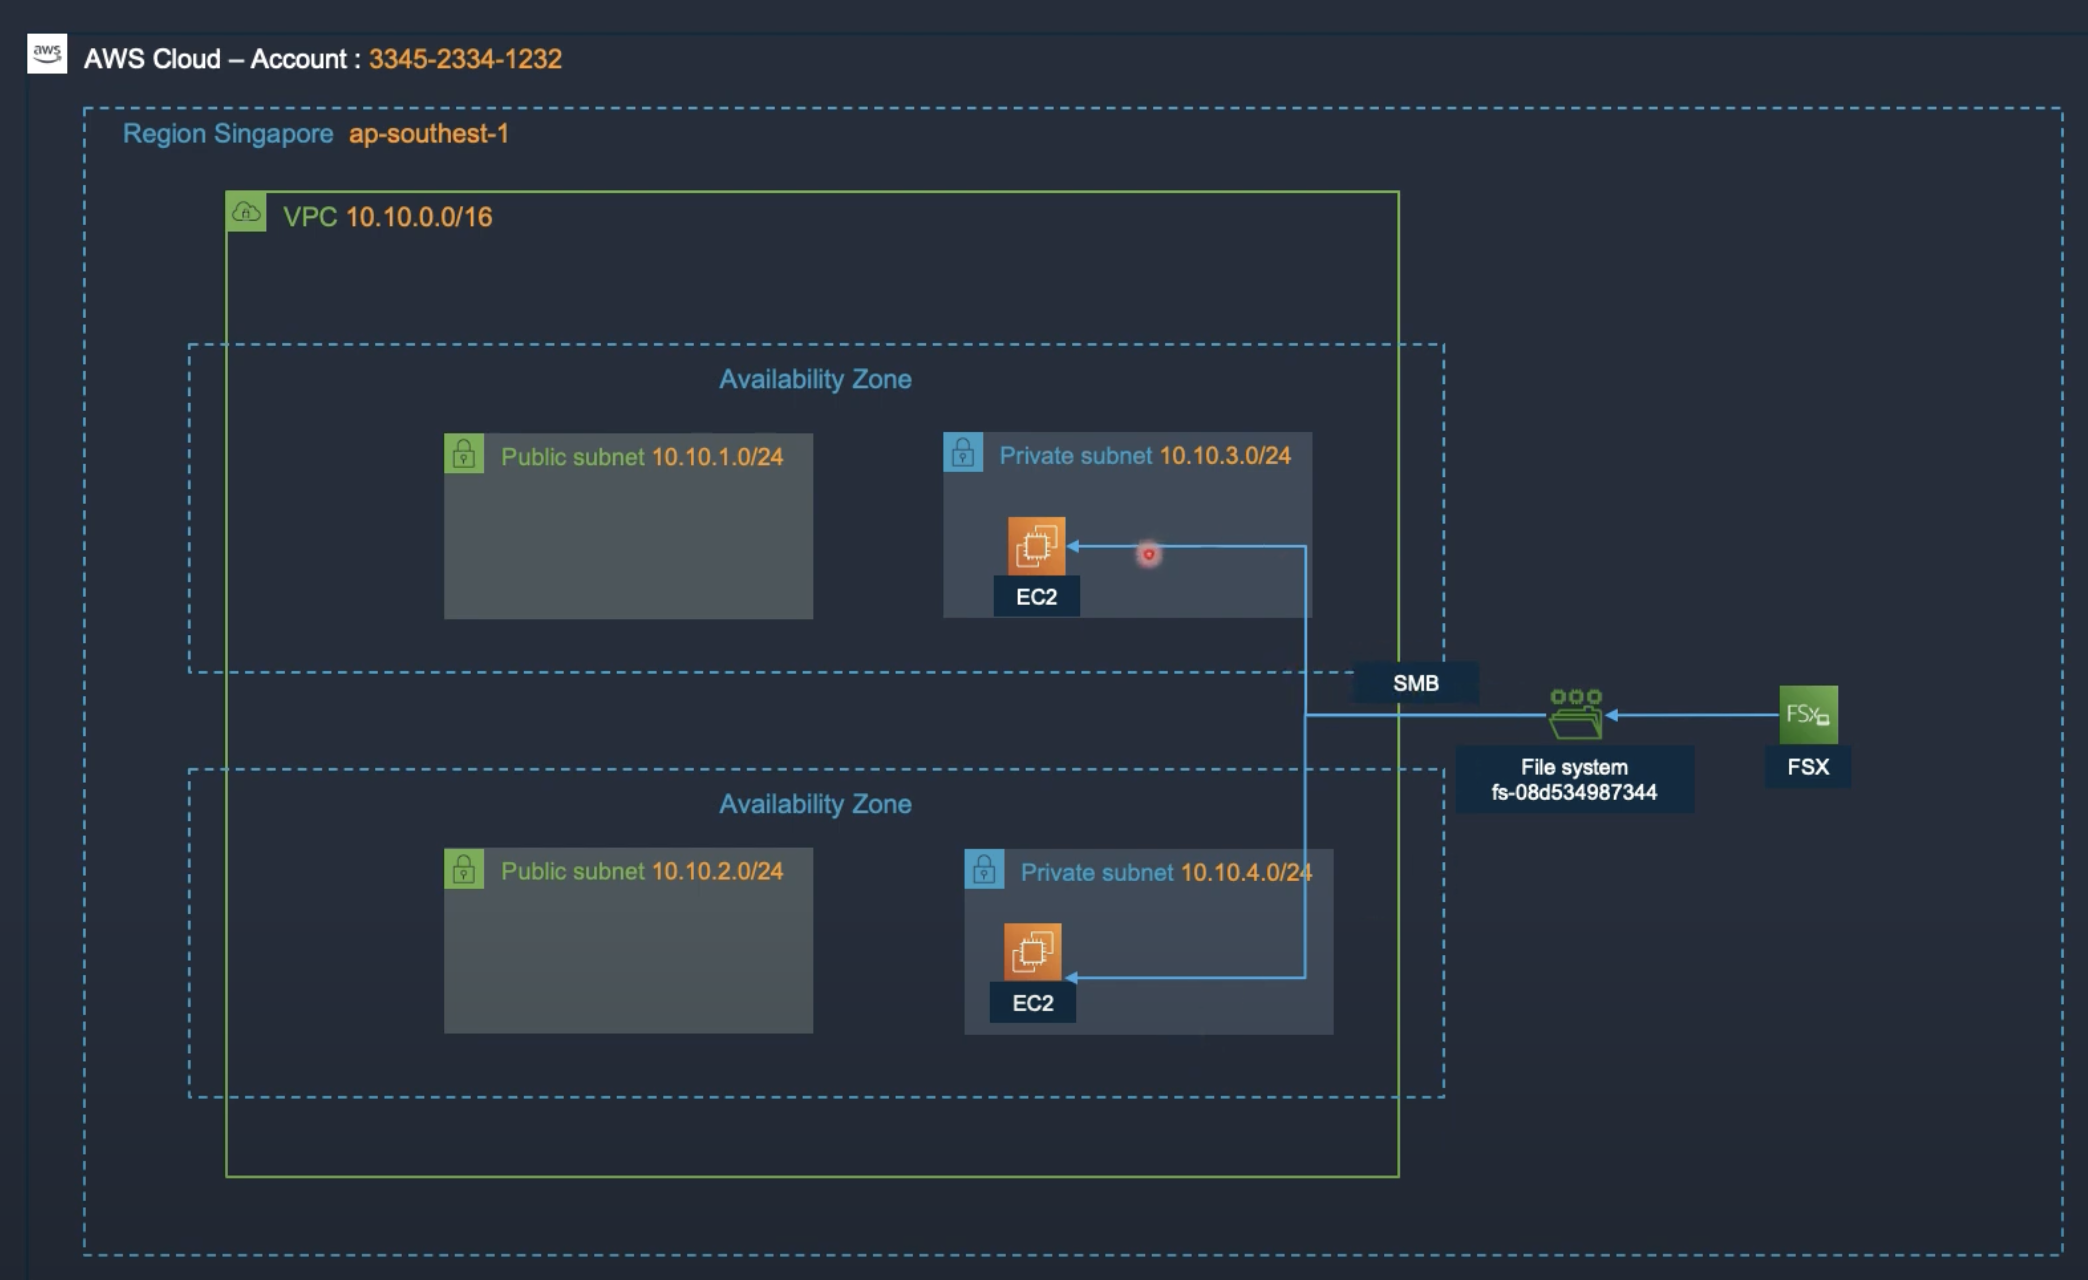 aws
AWS Cloud – Account : 3345-2334-1232
Region Singapore ap-southest-1
VPC 10.10.0.0/16
Availability Zone
Public subnet 10.10.1.0/24
Private subnet 10.10.3.0/24
EC2
SMB
FSx
File system
fs-08d534987344
FSX
Availability Zone
Public subnet 10.10.2.0/24
Private subnet 10.10.4.0/24
EC2